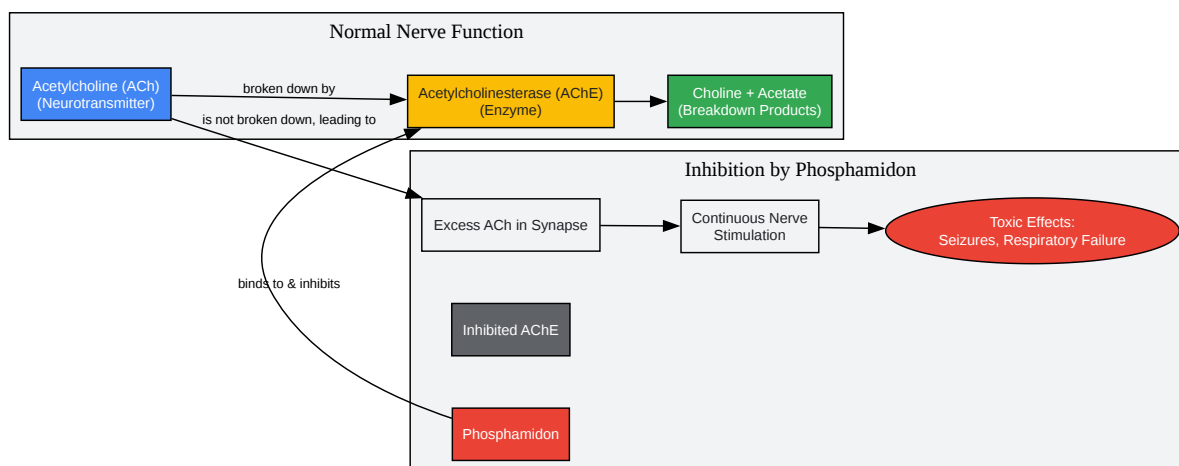 Normal Nerve Function
Acetylcholine (ACh)
(Neurotransmitter)
broken down by
Acetylcholinesterase (AChE)
(Enzyme)
Choline + Acetate
(Breakdown Products)
is not broken down, leading to
Inhibition by Phosphamidon
Excess ACh in Synapse
Continuous Nerve
Stimulation
Toxic Effects:
Seizures, Respiratory Failure
binds to & inhibits
Inhibited AChE
Phosphamidon